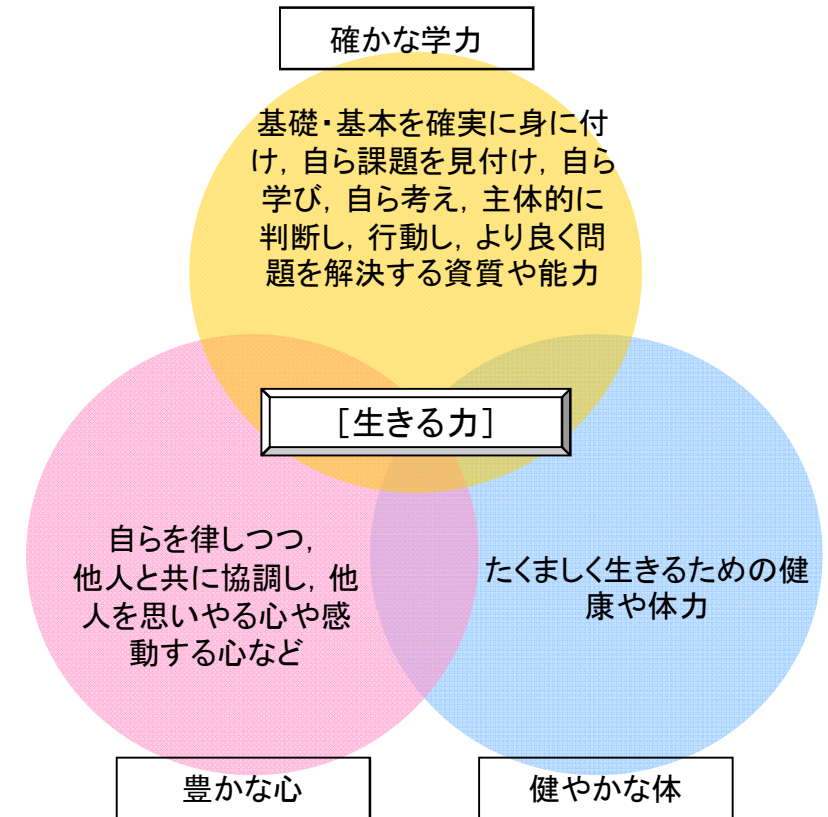 確かな学力
基礎・基本を確実に身に付
け，自ら課題を見付け，自ら
学び，自ら考え，主体的に
判断し，行動し，より良く問
題を解決する資質や能力
［生きる力］
自らを律しつつ，
他人と共に協調し，他
人を思いやる心や感
動する心など
たくましく生きるための健
康や体力
豊かな心
健やかな体